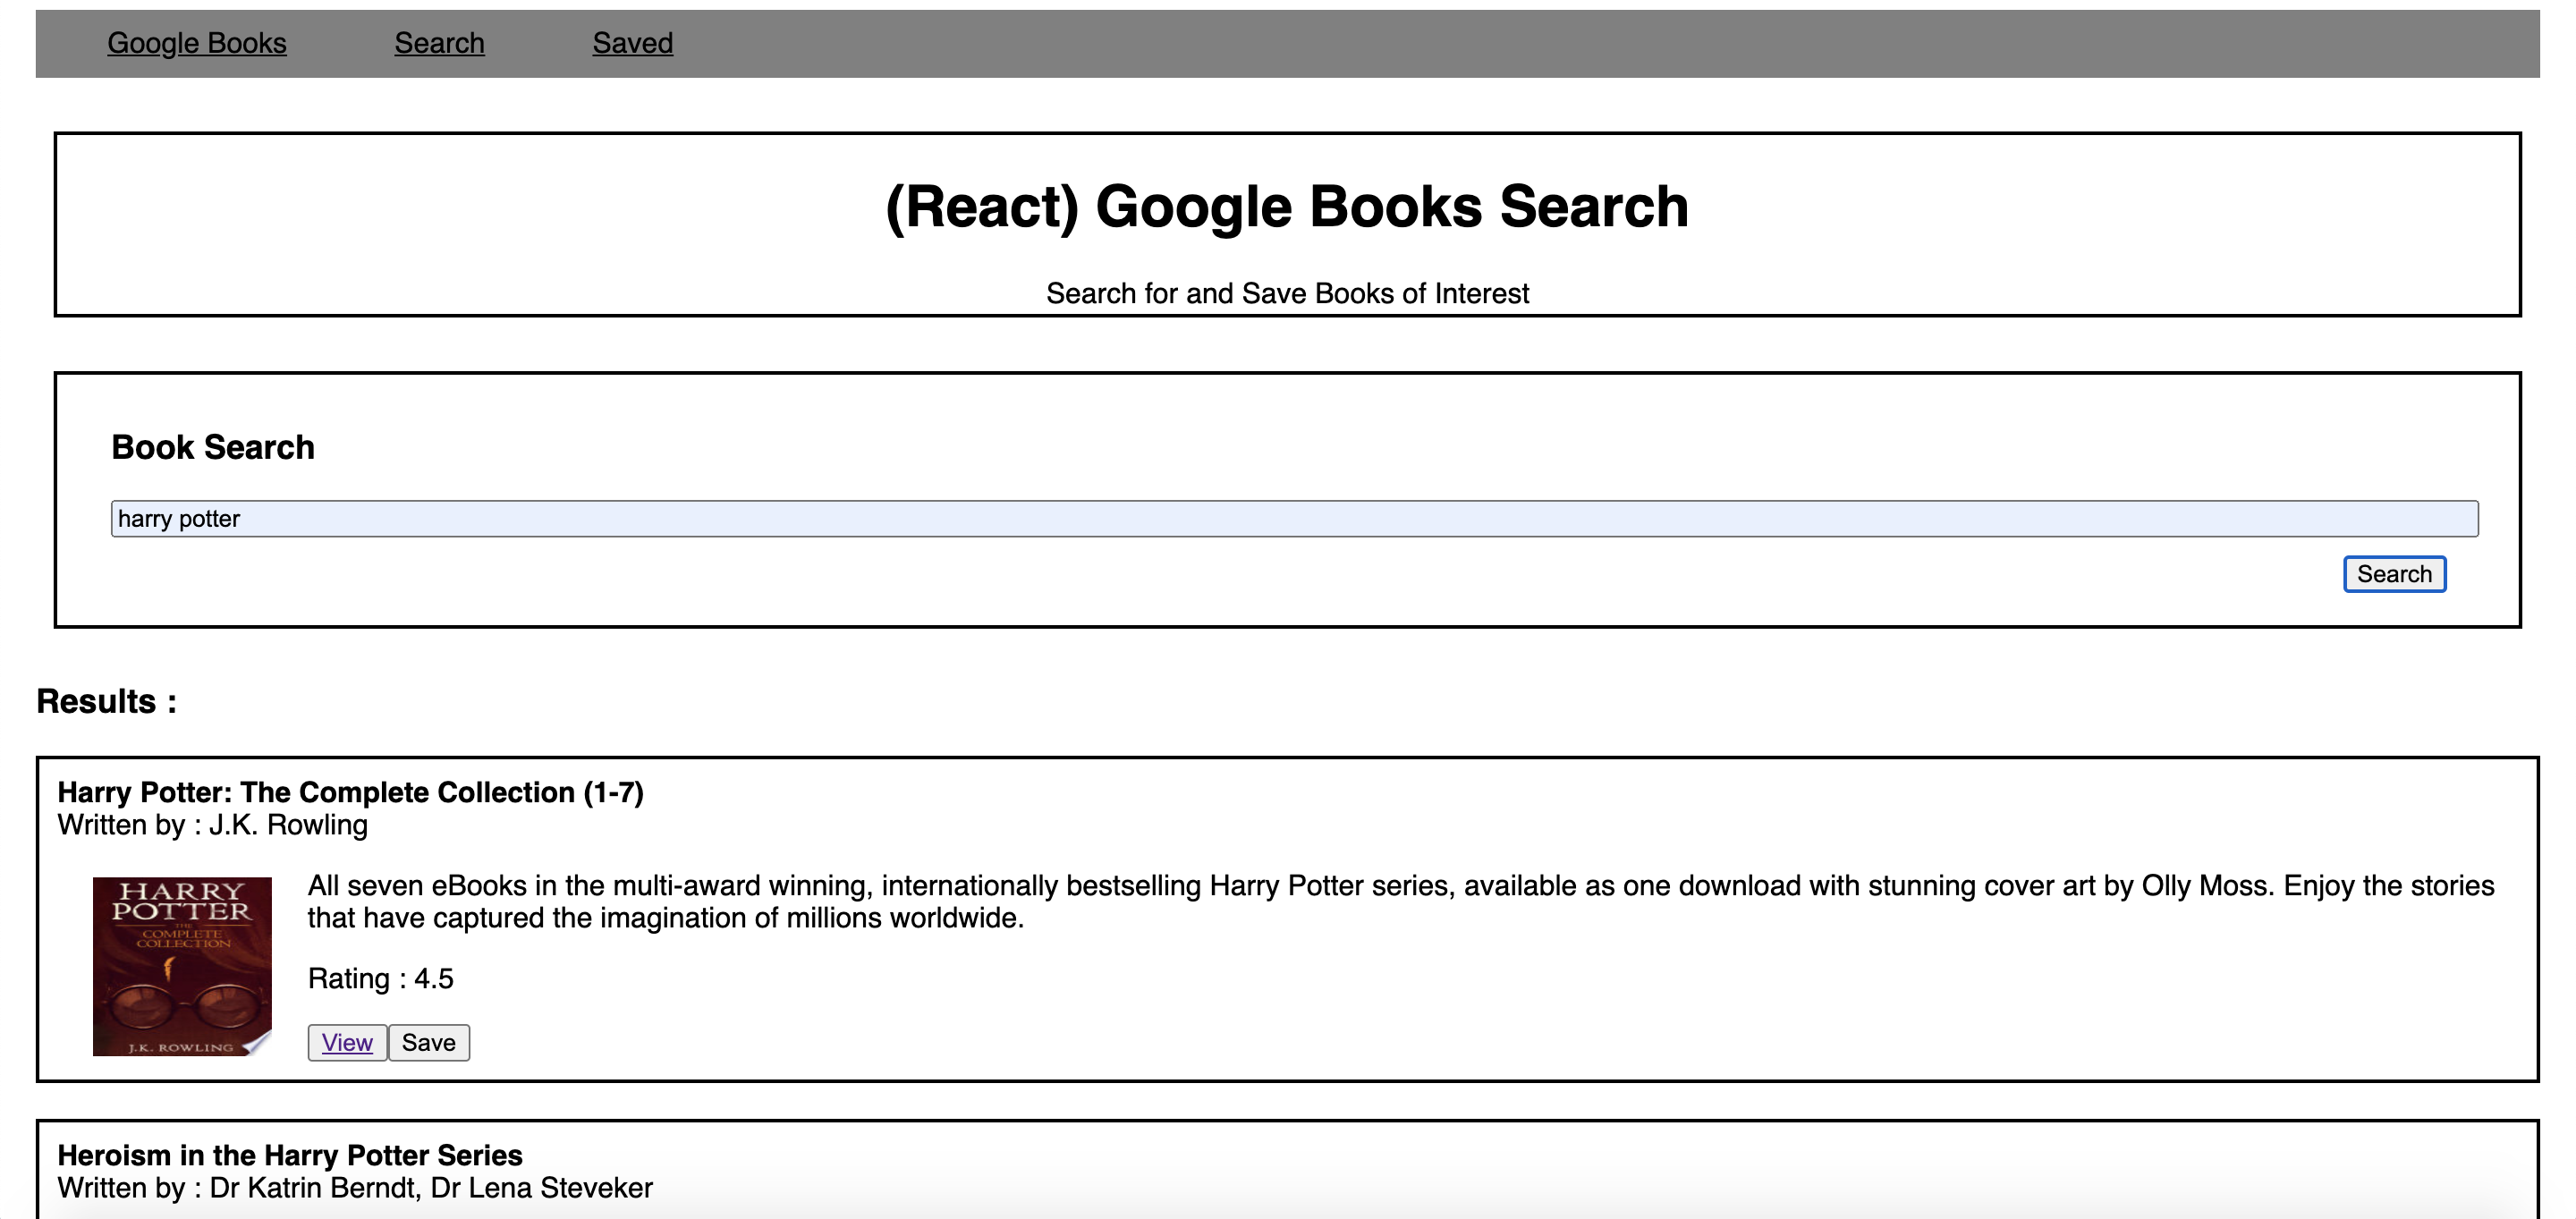 Google Books Search Saved
(React) Google Books Search
Search for and Save Books of Interest
Book Search
harry potter
Search
Results :
Harry Potter: The Complete Collection (1-7)
Written by : J.K. Rowling
HARRY
POTTER
THE
COMPLETE
COLLECTION
J.K. ROWLING
All seven eBooks in the multi-award winning, internationally bestselling Harry Potter series, available as one download with stunning cover art by Olly Moss. Enjoy the stories
that have captured the imagination of millions worldwide.
Rating : 4.5
View Save
Heroism in the Harry Potter Series
Written by : Dr Katrin Berndt, Dr Lena Steveker